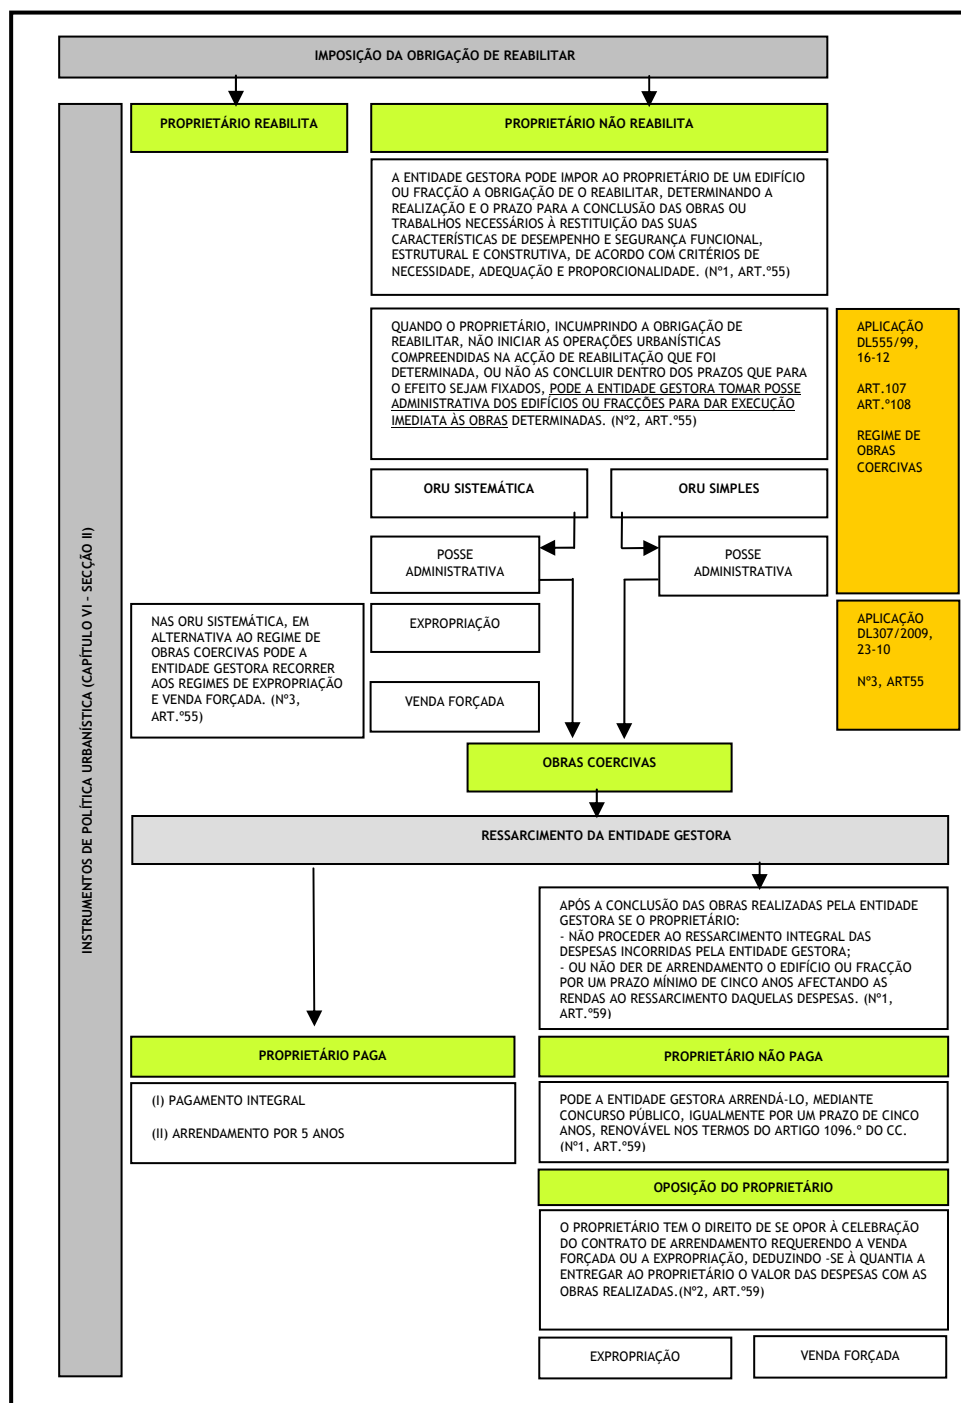 IMPOSIÇÃO DA OBRIGAÇÃO DE REABILITAR
INSTRUMENTOS DE POLÍTICA URBANÍSTICA (CAPÍTULO VI - SECÇÃO II)
PROPRIETÁRIO REABILITA
PROPRIETÁRIO NÃO REABILITA
A ENTIDADE GESTORA PODE IMPOR AO PROPRIETÁRIO DE UM EDIFÍCIO
OU FRACÇÃO A OBRIGAÇÃO DE O REABILITAR, DETERMINANDO A
REALIZAÇÃO E O PRAZO PARA A CONCLUSÃO DAS OBRAS OU
TRABALHOS NECESSÁRIOS À RESTITUIÇÃO DAS SUAS
CARACTERÍSTICAS DE DESEMPENHO E SEGURANÇA FUNCIONAL,
ESTRUTURAL E CONSTRUTIVA, DE ACORDO COM CRITÉRIOS DE
NECESSIDADE, ADEQUAÇÃO E PROPORCIONALIDADE. (Nº1, ART.º55)
QUANDO O PROPRIETÁRIO, INCUMPRINDO A OBRIGAÇÃO DE
REABILITAR, NÃO INICIAR AS OPERAÇÕES URBANÍSTICAS
COMPREENDIDAS NA ACÇÃO DE REABILITAÇÃO QUE FOI
DETERMINADA, OU NÃO AS CONCLUIR DENTRO DOS PRAZOS QUE PARA
O EFEITO SEJAM FIXADOS, PODE A ENTIDADE GESTORA TOMAR POSSE
ADMINISTRATIVA DOS EDIFÍCIOS OU FRACÇÕES PARA DAR EXECUÇÃO
IMEDIATA ÀS OBRAS DETERMINADAS. (Nº2, ART.º55)
APLICAÇÃO
DL555/99,
16-12
ART.107
ART.º108
REGIME DE
OBRAS
COERCIVAS
ORU SISTEMÁTICA
ORU SIMPLES
POSSE
ADMINISTRATIVA
POSSE
ADMINISTRATIVA
NAS ORU SISTEMÁTICA, EM
ALTERNATIVA AO REGIME DE
OBRAS COERCIVAS PODE A
ENTIDADE GESTORA RECORRER
AOS REGIMES DE EXPROPRIAÇÃO
E VENDA FORÇADA. (Nº3,
ART.º55)
EXPROPRIAÇÃO
VENDA FORÇADA
APLICAÇÃO
DL307/2009,
23-10
Nº3, ART55
OBRAS COERCIVAS
RESSARCIMENTO DA ENTIDADE GESTORA
APÓS A CONCLUSÃO DAS OBRAS REALIZADAS PELA ENTIDADE
GESTORA SE O PROPRIETÁRIO:
- NÃO PROCEDER AO RESSARCIMENTO INTEGRAL DAS
DESPESAS INCORRIDAS PELA ENTIDADE GESTORA;
- OU NÃO DER DE ARRENDAMENTO O EDIFÍCIO OU FRACÇÃO
POR UM PRAZO MÍNIMO DE CINCO ANOS AFECTANDO AS
RENDAS AO RESSARCIMENTO DAQUELAS DESPESAS. (Nº1,
ART.º59)
PROPRIETÁRIO PAGA
(I) PAGAMENTO INTEGRAL
(II) ARRENDAMENTO POR 5 ANOS
PROPRIETÁRIO NÃO PAGA
PODE A ENTIDADE GESTORA ARRENDÁ-LO, MEDIANTE
CONCURSO PÚBLICO, IGUALMENTE POR UM PRAZO DE CINCO
ANOS, RENOVÁVEL NOS TERMOS DO ARTIGO 1096.º DO CC.
(Nº1, ART.º59)
OPOSIÇÃO DO PROPRIETÁRIO
O PROPRIETÁRIO TEM O DIREITO DE SE OPOR À CELEBRAÇÃO
DO CONTRATO DE ARRENDAMENTO REQUERENDO A VENDA
FORÇADA OU A EXPROPRIAÇÃO, DEDUZINDO -SE À QUANTIA A
ENTREGAR AO PROPRIETÁRIO O VALOR DAS DESPESAS COM AS
OBRAS REALIZADAS.(Nº2, ART.º59)
EXPROPRIAÇÃO
VENDA FORÇADA